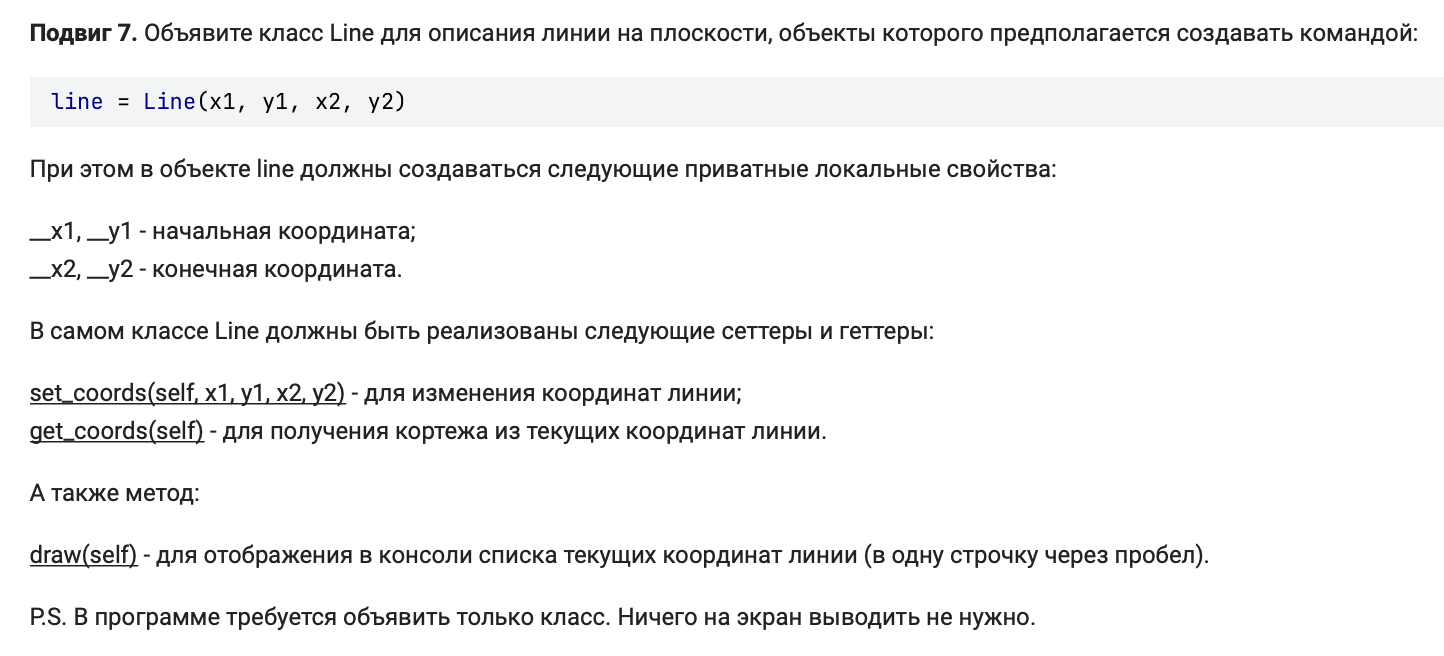 Подвиг 7. Объявите класс Line для описания линии на плоскости, объекты которого предполагается создавать командой:
line = Line(x1, y1, x2, y2)
При этом в объекте line должны создаваться следующие приватные локальные свойства:
__x1, __y1 - начальная координата;
__x2, __y2 - конечная координата.
В самом классе Line должны быть реализованы следующие сеттеры и геттеры:
set_coords(self, x1, y1, x2, y2) - для изменения координат линии;
get_coords(self) - для получения кортежа из текущих координат линии.
А также метод:
draw(self) - для отображения в консоли списка текущих координат линии (в одну строчку через пробел).
P.S. В программе требуется объявить только класс. Ничего на экран выводить не нужно.